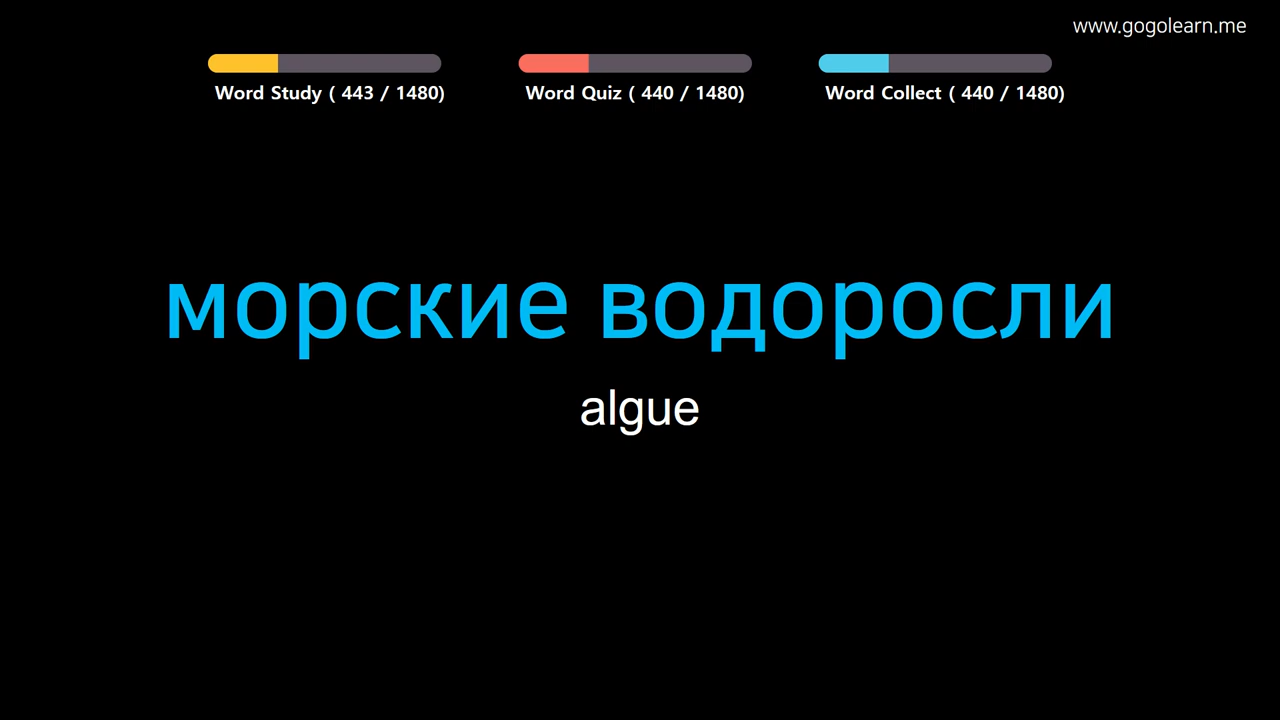 www.gogolearn.me
Word Study ( 443 / 1480)
Word Quiz ( 440 / 1480)
Word Collect ( 440 / 1480)
морские водоросли
algue